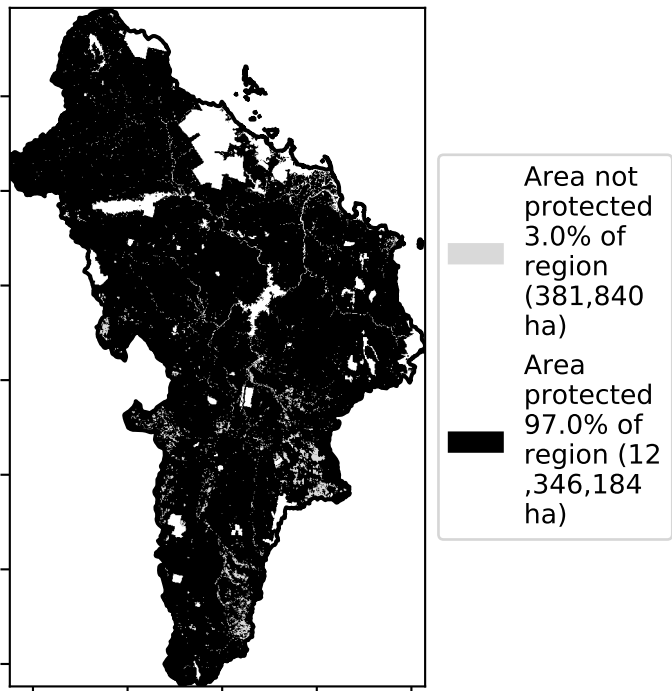 Area not
protected
3.0% of
region
(381,840
ha)
Area
protected
97.0% of
region (12
,346,184
ha)